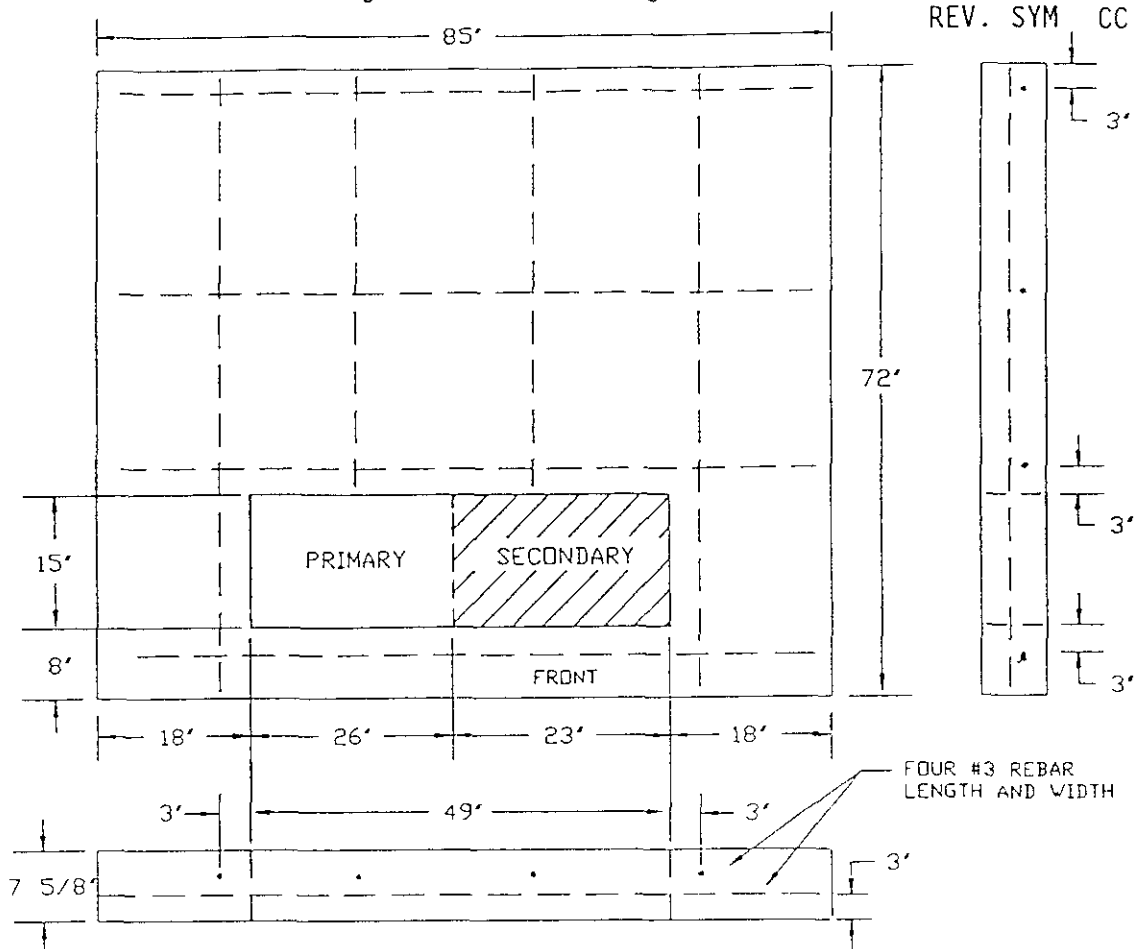 REV. SYM CC
85'
3'
72'
15'
PRIMARY
SECONDARY
3'
8'
FRONT
3'
18'
26'
23'
18'
FOUR #3 REBAR
LENGTH AND WIDTH
3'
49'
3'
7 5/8'
3'